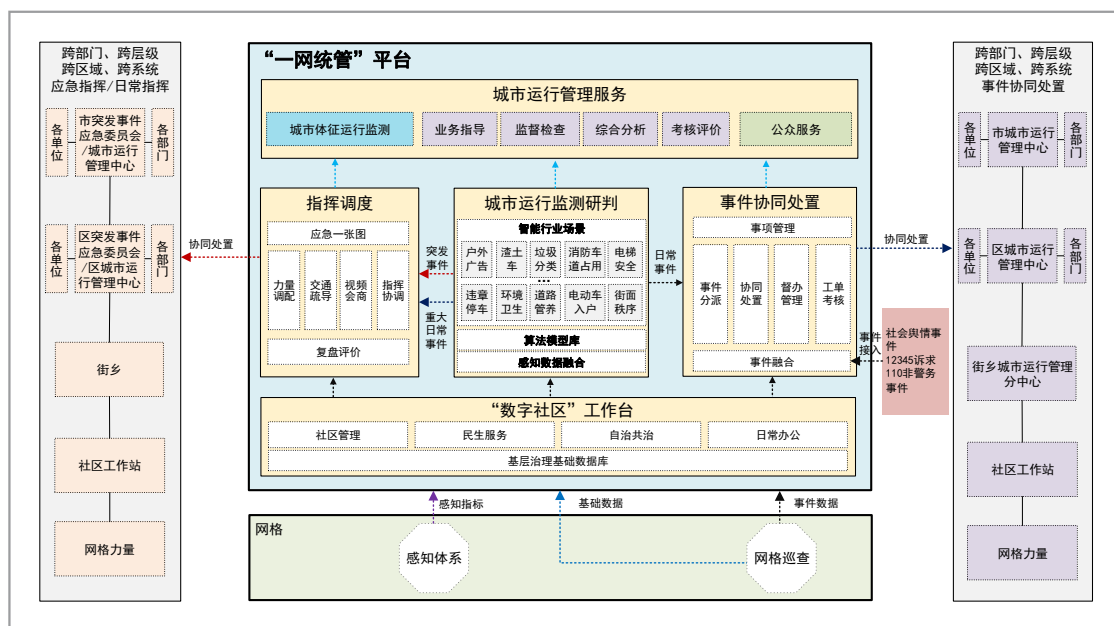 跨部门、跨层级
跨区域、跨系统
应急指挥/日常指挥
各单位
市突发事件
应急委员会
/城市运行
管理中心
各部门
各单位
区突发事件
应急委员会
/区城市运
行管理中心
各部门
街乡
社区工作站
网格力量
协同处置
“一网统管”平台
城市运行管理服务
城市体征运行监测
业务指导
监督检查
综合分析
考核评价
公众服务
指挥调度
应急一张图
力量
调配
交通
疏导
视频
会商
指挥
协调
复盘评价
突发
事件
重大
日常
事件
城市运行监测研判
智能行业场景
户外
广告
渣土
车
垃圾
分类
消防车
道占用
电梯
安全
...
违章
停车
环境
卫生
道路
管养
电动车
入户
街面
秩序
算法模型库
感知数据融合
日常
事件
事件协同处置
事项管理
事件
分派
协同
处置
督办
管理
工单
考核
事件融合
事件
接入
社会舆情事
件
12345诉求
110非警务
事件
协同处置
“数字社区”工作台
社区管理
民生服务
自治共治
日常办公
基层治理基础数据库
感知指标
基础数据
事件数据
网格
感知体系
网格巡查
跨部门、跨层级
跨区域、跨系统
事件协同处置
各单位
市城市运行
管理中心
各部门
各单位
区城市运行
管理中心
各部门
街乡城市运行管理
分中心
社区工作站
网格力量